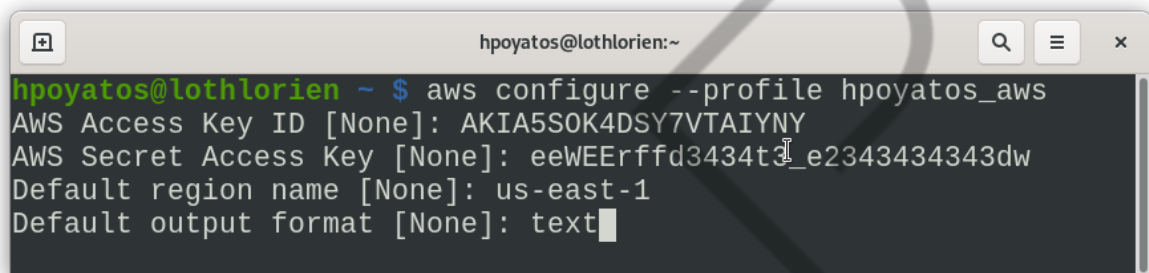 hpoyatos@lothlorien:~
hpoyatos@lothlorien ~ $ aws configure --profile hpoyatos_aws
AWS Access Key ID [None]: AKIA5SOK4DSY7VTAIYNY
AWS Secret Access Key [None]: eeWEErffd3434t3_e2343434343dw
Default region name [None]: us-east-1
Default output format [None]: text